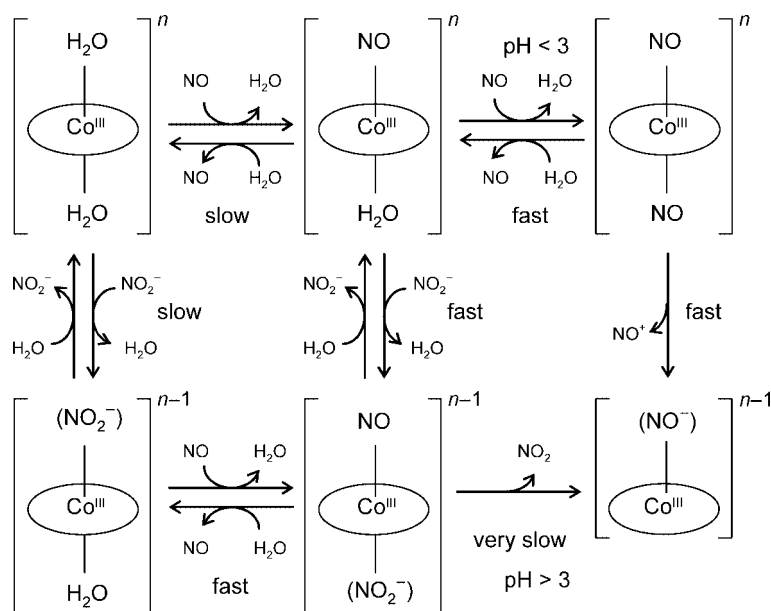 H₂O
Coᴵᴵᴵ
H₂O
n
NO
H₂O
NO
H₂O
slow
NO
Coᴵᴵᴵ
H₂O
n
pH < 3
NO
H₂O
NO
H₂O
fast
NO
Coᴵᴵᴵ
NO
n
NO₂⁻
NO₂⁻
slow
H₂O
H₂O
NO₂⁻
NO₂⁻
fast
H₂O
H₂O
NO⁺
fast
(NO₂⁻)
Coᴵᴵᴵ
H₂O
n–1
NO
H₂O
NO
H₂O
fast
NO
Coᴵᴵᴵ
(NO₂⁻)
n–1
NO₂
very slow
pH > 3
(NO⁻)
Coᴵᴵᴵ
n–1